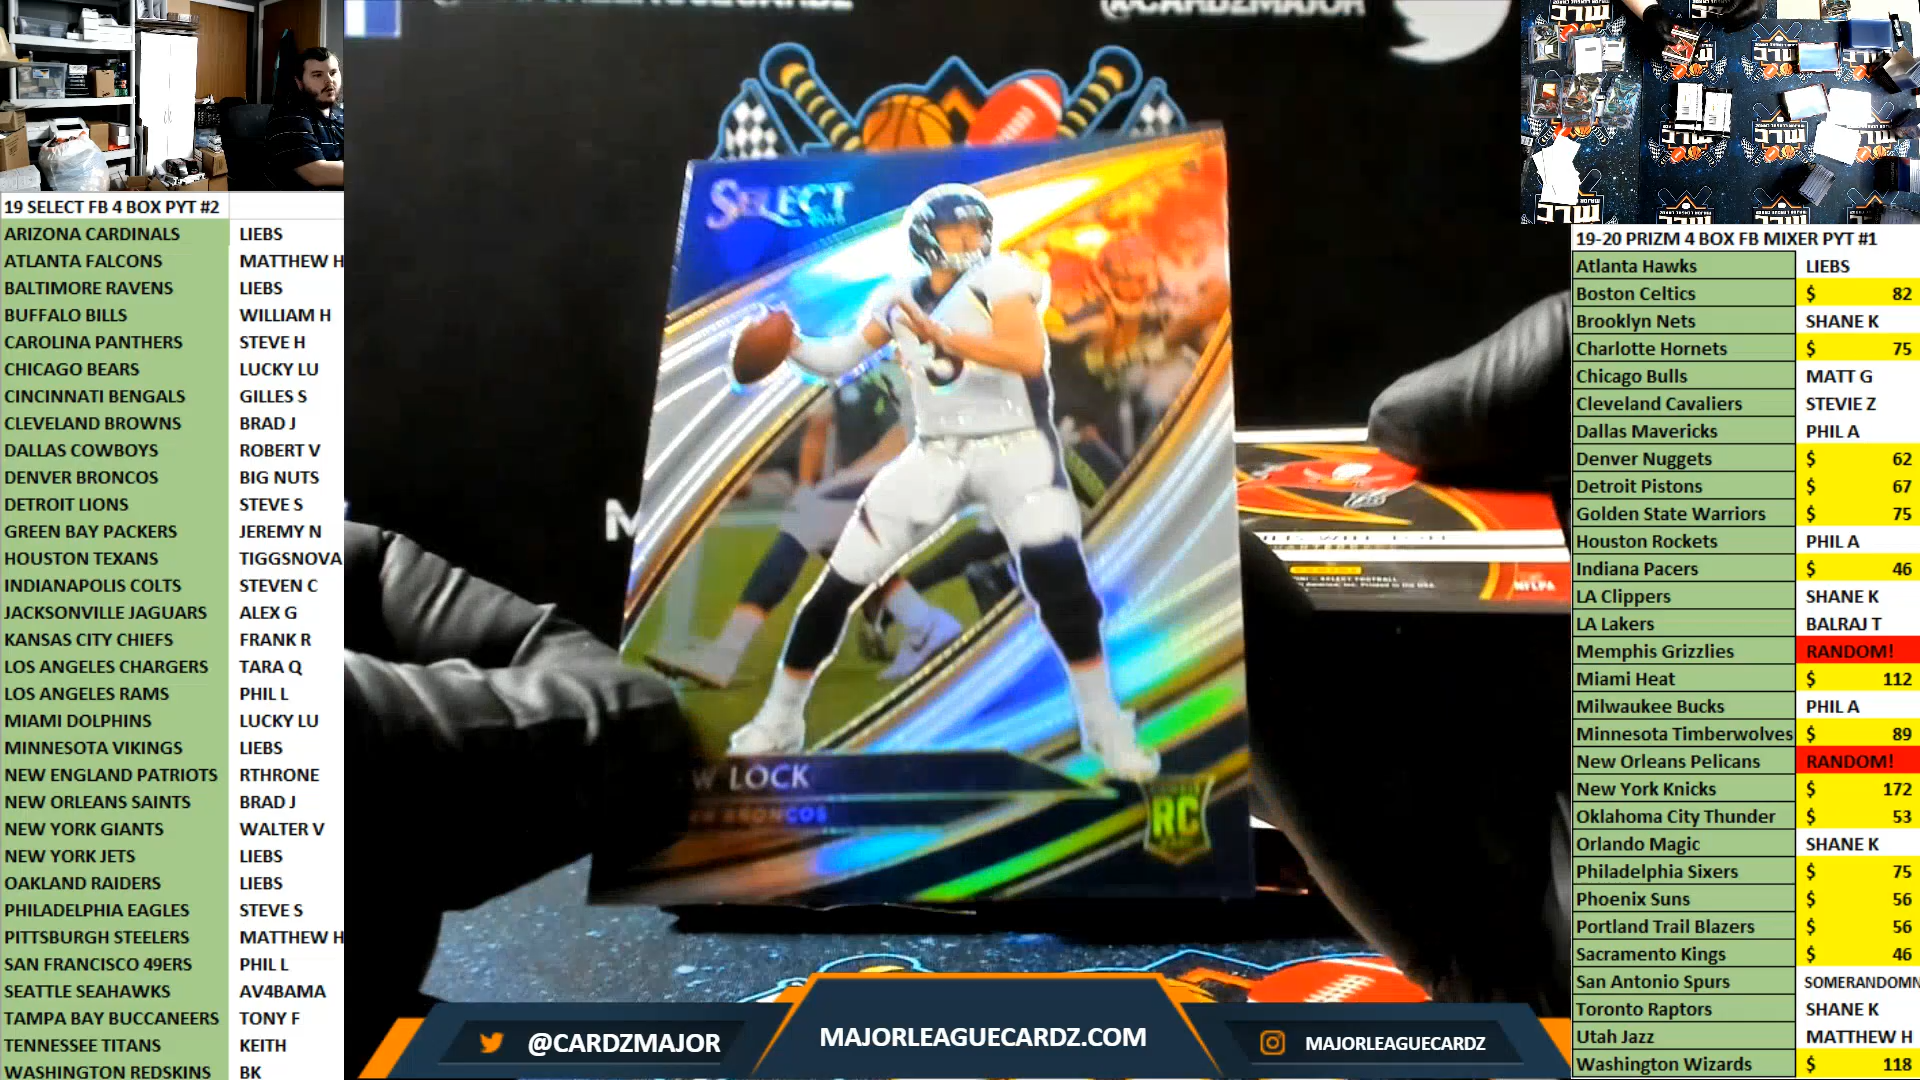 @CARDZMAJOR
19 SELECT FB 4 BOX PYT #2
ARIZONA CARDINALS LIEBS
ATLANTA FALCONS MATTHEW H
BALTIMORE RAVENS LIEBS
BUFFALO BILLS WILLIAM H
CAROLINA PANTHERS STEVE H
CHICAGO BEARS LUCKY LU
CINCINNATI BENGALS GILLES S
CLEVELAND BROWNS BRAD J
DALLAS COWBOYS ROBERT V
DENVER BRONCOS BIG NUTS
DETROIT LIONS STEVE S
GREEN BAY PACKERS JEREMY N
HOUSTON TEXANS TIGGSNOVA
INDIANAPOLIS COLTS STEVEN C
JACKSONVILLE JAGUARS ALEX G
KANSAS CITY CHIEFS FRANK R
LOS ANGELES CHARGERS TARA Q
LOS ANGELES RAMS PHIL L
MIAMI DOLPHINS LUCKY LU
MINNESOTA VIKINGS LIEBS
NEW ENGLAND PATRIOTS RTHRONE
NEW ORLEANS SAINTS BRAD J
NEW YORK GIANTS WALTER V
NEW YORK JETS LIEBS
OAKLAND RAIDERS LIEBS
PHILADELPHIA EAGLES STEVE S
PITTSBURGH STEELERS MATTHEW H
SAN FRANCISCO 49ERS PHIL L
SEATTLE SEAHAWKS AV4BAMA
TAMPA BAY BUCCANEERS TONY F
TENNESSEE TITANS KEITH
WASHINGTON REDSKINS BK
SELECT
3
W LOCK
BRONCOS
RC
NFLPA
@CARDZMAJOR
MAJORLEAGUECARDZ.COM
MAJORLEAGUECARDZ
19-20 PRIZM 4 BOX FB MIXER PYT #1
Atlanta Hawks LIEBS
Boston Celtics $ 82
Brooklyn Nets SHANE K
Charlotte Hornets $ 75
Chicago Bulls MATT G
Cleveland Cavaliers STEVIE Z
Dallas Mavericks PHIL A
Denver Nuggets $ 62
Detroit Pistons $ 67
Golden State Warriors $ 75
Houston Rockets PHIL A
Indiana Pacers $ 46
LA Clippers SHANE K
LA Lakers BALRAJ T
Memphis Grizzlies RANDOM!
Miami Heat $ 112
Milwaukee Bucks PHIL A
Minnesota Timberwolves $ 89
New Orleans Pelicans RANDOM!
New York Knicks $ 172
Oklahoma City Thunder $ 53
Orlando Magic SHANE K
Philadelphia Sixers $ 75
Phoenix Suns $ 56
Portland Trail Blazers $ 56
Sacramento Kings $ 46
San Antonio Spurs SOMERANDOMN
Toronto Raptors SHANE K
Utah Jazz MATTHEW H
Washington Wizards $ 118